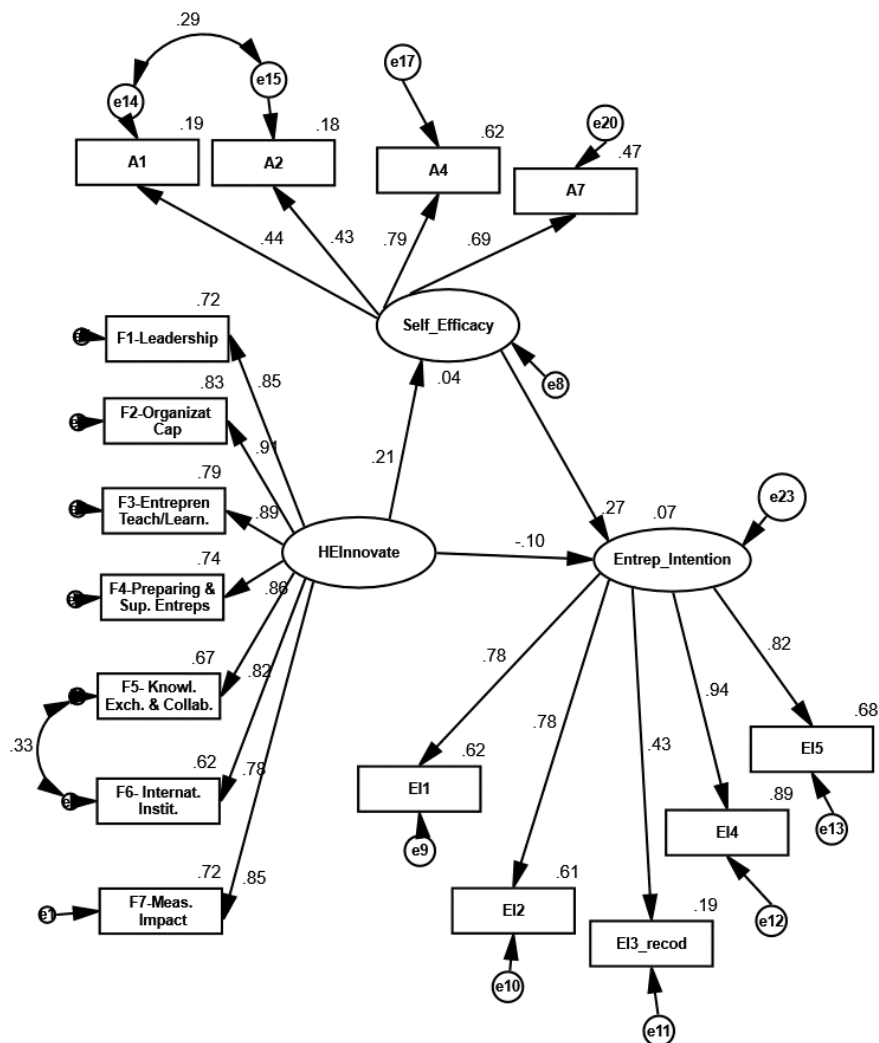 .29
e14
e15
e17
e20
.19
.18
.62
.47
A1
A2
A4
A7
.44
.43
.79
.69
.72
F1-Leadership
Self_Efficacy
.85
.04
e8
.83
F2-Organizat
Cap
.91
.79
F3-Entrepren
Teach/Learn.
.89
.21
.27
.07
e23
HEInnovate
-.10
Entrep_Intention
.74
F4-Preparing &
Sup. Entreps
.86
.67
F5- Knowl.
Exch. & Collab.
.82
.33
.62
F6- Internat.
Instit.
.78
.72
F7-Meas.
Impact
.85
e1
.78
.78
.43
.94
.82
.62
EI1
e9
.61
EI2
e10
.19
EI3_recod
e11
.89
EI4
e12
.68
EI5
e13